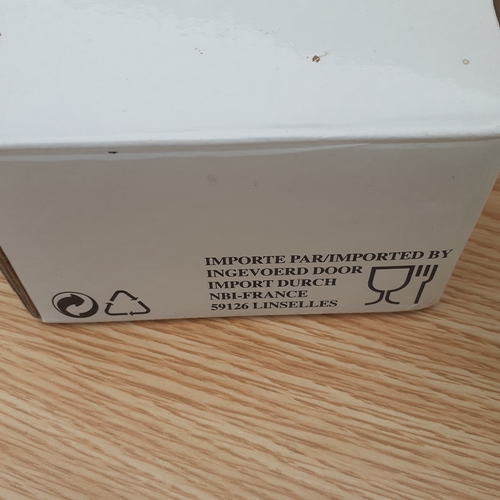 IMPORTE PAR/IMPORTED BY
INGEVOERD DOOR
IMPORT DURCH
NBI-FRANCE
59126 LINSELLES